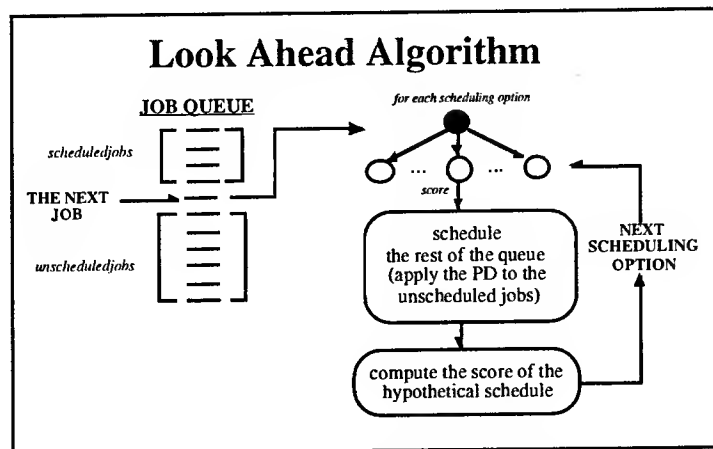 Look Ahead Algorithm
JOB QUEUE
scheduledjobs
THE NEXT
JOB
unscheduledjobs
for each scheduling option
... ...
score
schedule
the rest of the queue
(apply the PD to the
unscheduled jobs)
compute the score of the
hypothetical schedule
NEXT
SCHEDULING
OPTION